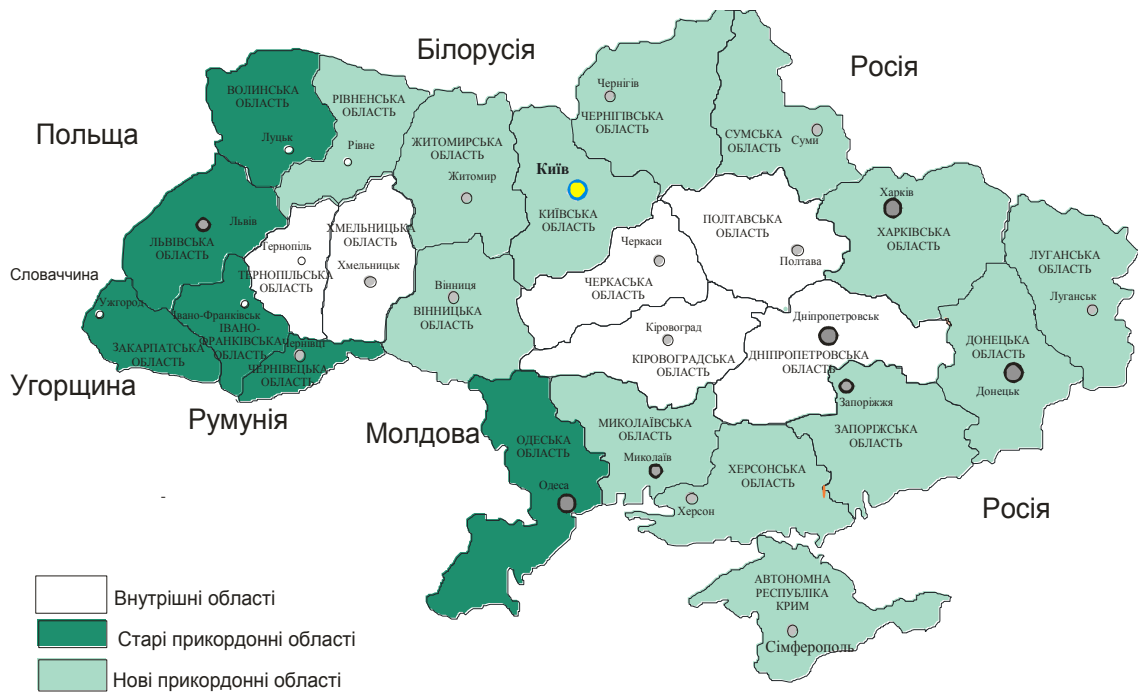 Білорусія
Росія
Польща
ВОЛИНСЬКА
ОБЛАСТЬ
Луцьк
РІВНЕНСЬКА
ОБЛАСТЬ
Рівне
ЖИТОМИРСЬКА
ОБЛАСТЬ
Житомир
Київ
КИЇВСЬКА
ОБЛАСТЬ
Чернігів
ЧЕРНІГІВСЬКА
ОБЛАСТЬ
СУМСЬКА
ОБЛАСТЬ
Суми
Львів
ЛЬВІВСЬКА
ОБЛАСТЬ
Тернопіль
ТЕРНОПІЛЬСЬКА
ОБЛАСТЬ
ХМЕЛЬНИЦЬКА
ОБЛАСТЬ
Хмельницьк
Вінниця
ВІННИЦЬКА
ОБЛАСТЬ
Черкаси
ЧЕРКАСЬКА
ОБЛАСТЬ
ПОЛТАВСЬКА
ОБЛАСТЬ
Полтава
Харків
ХАРКІВСЬКА
ОБЛАСТЬ
ЛУГАНСЬКА
ОБЛАСТЬ
Луганськ
Словаччина
Ужгород
ЗАКАРПАТСЬКА
ОБЛАСТЬ
Івано-Франківськ
ІВАНО-
ФРАНКІВСЬКА
ОБЛАСТЬ
Чернівці
ЧЕРНІВЕЦЬКА
ОБЛАСТЬ
Кіровоград
КІРОВОГРАДСЬКА
ОБЛАСТЬ
Дніпропетровськ
ДНІПРОПЕТРОВСЬКА
ОБЛАСТЬ
ДОНЕЦЬКА
ОБЛАСТЬ
Донецьк
Угорщина
Румунія
Молдова
ОДЕСЬКА
ОБЛАСТЬ
Одеса
МИКОЛАЇВСЬКА
ОБЛАСТЬ
Миколаїв
ХЕРСОНСЬКА
ОБЛАСТЬ
Херсон
Запоріжжя
ЗАПОРІЖСЬКА
ОБЛАСТЬ
Росія
АВТОНОМНА
РЕСПУБЛІКА
КРИМ
Сімферополь
Внутрішні області
Старі прикордонні області
Нові прикордонні області